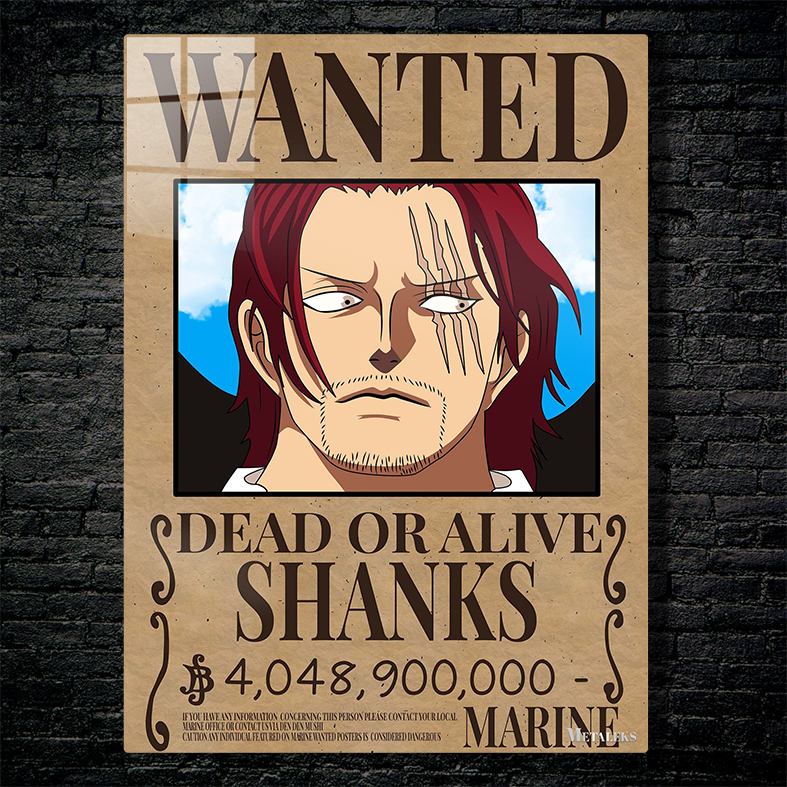 WANTED
DEAD OR ALIVE
SHANKS
฿ 4,048,900,000 -
IF YOU HAVE ANY INFORMATION CONCERNING THIS PERSON PLEASE CONTACT YOUR LOCAL
MARINE OFFICE OR CONTACT US VIA DEN DEN MUSHI
CAUTION ANY INDIVIDUAL FEATURED ON MARINE WANTED POSTERS IS CONSIDERED DANGEROUS
MARINE
METALEKS